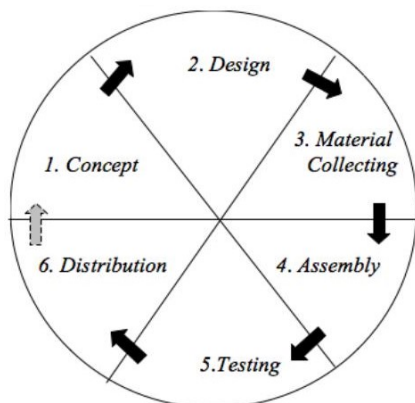 1. Concept
2. Design
3. Material
Collecting
4. Assembly
5.Testing
6. Distribution